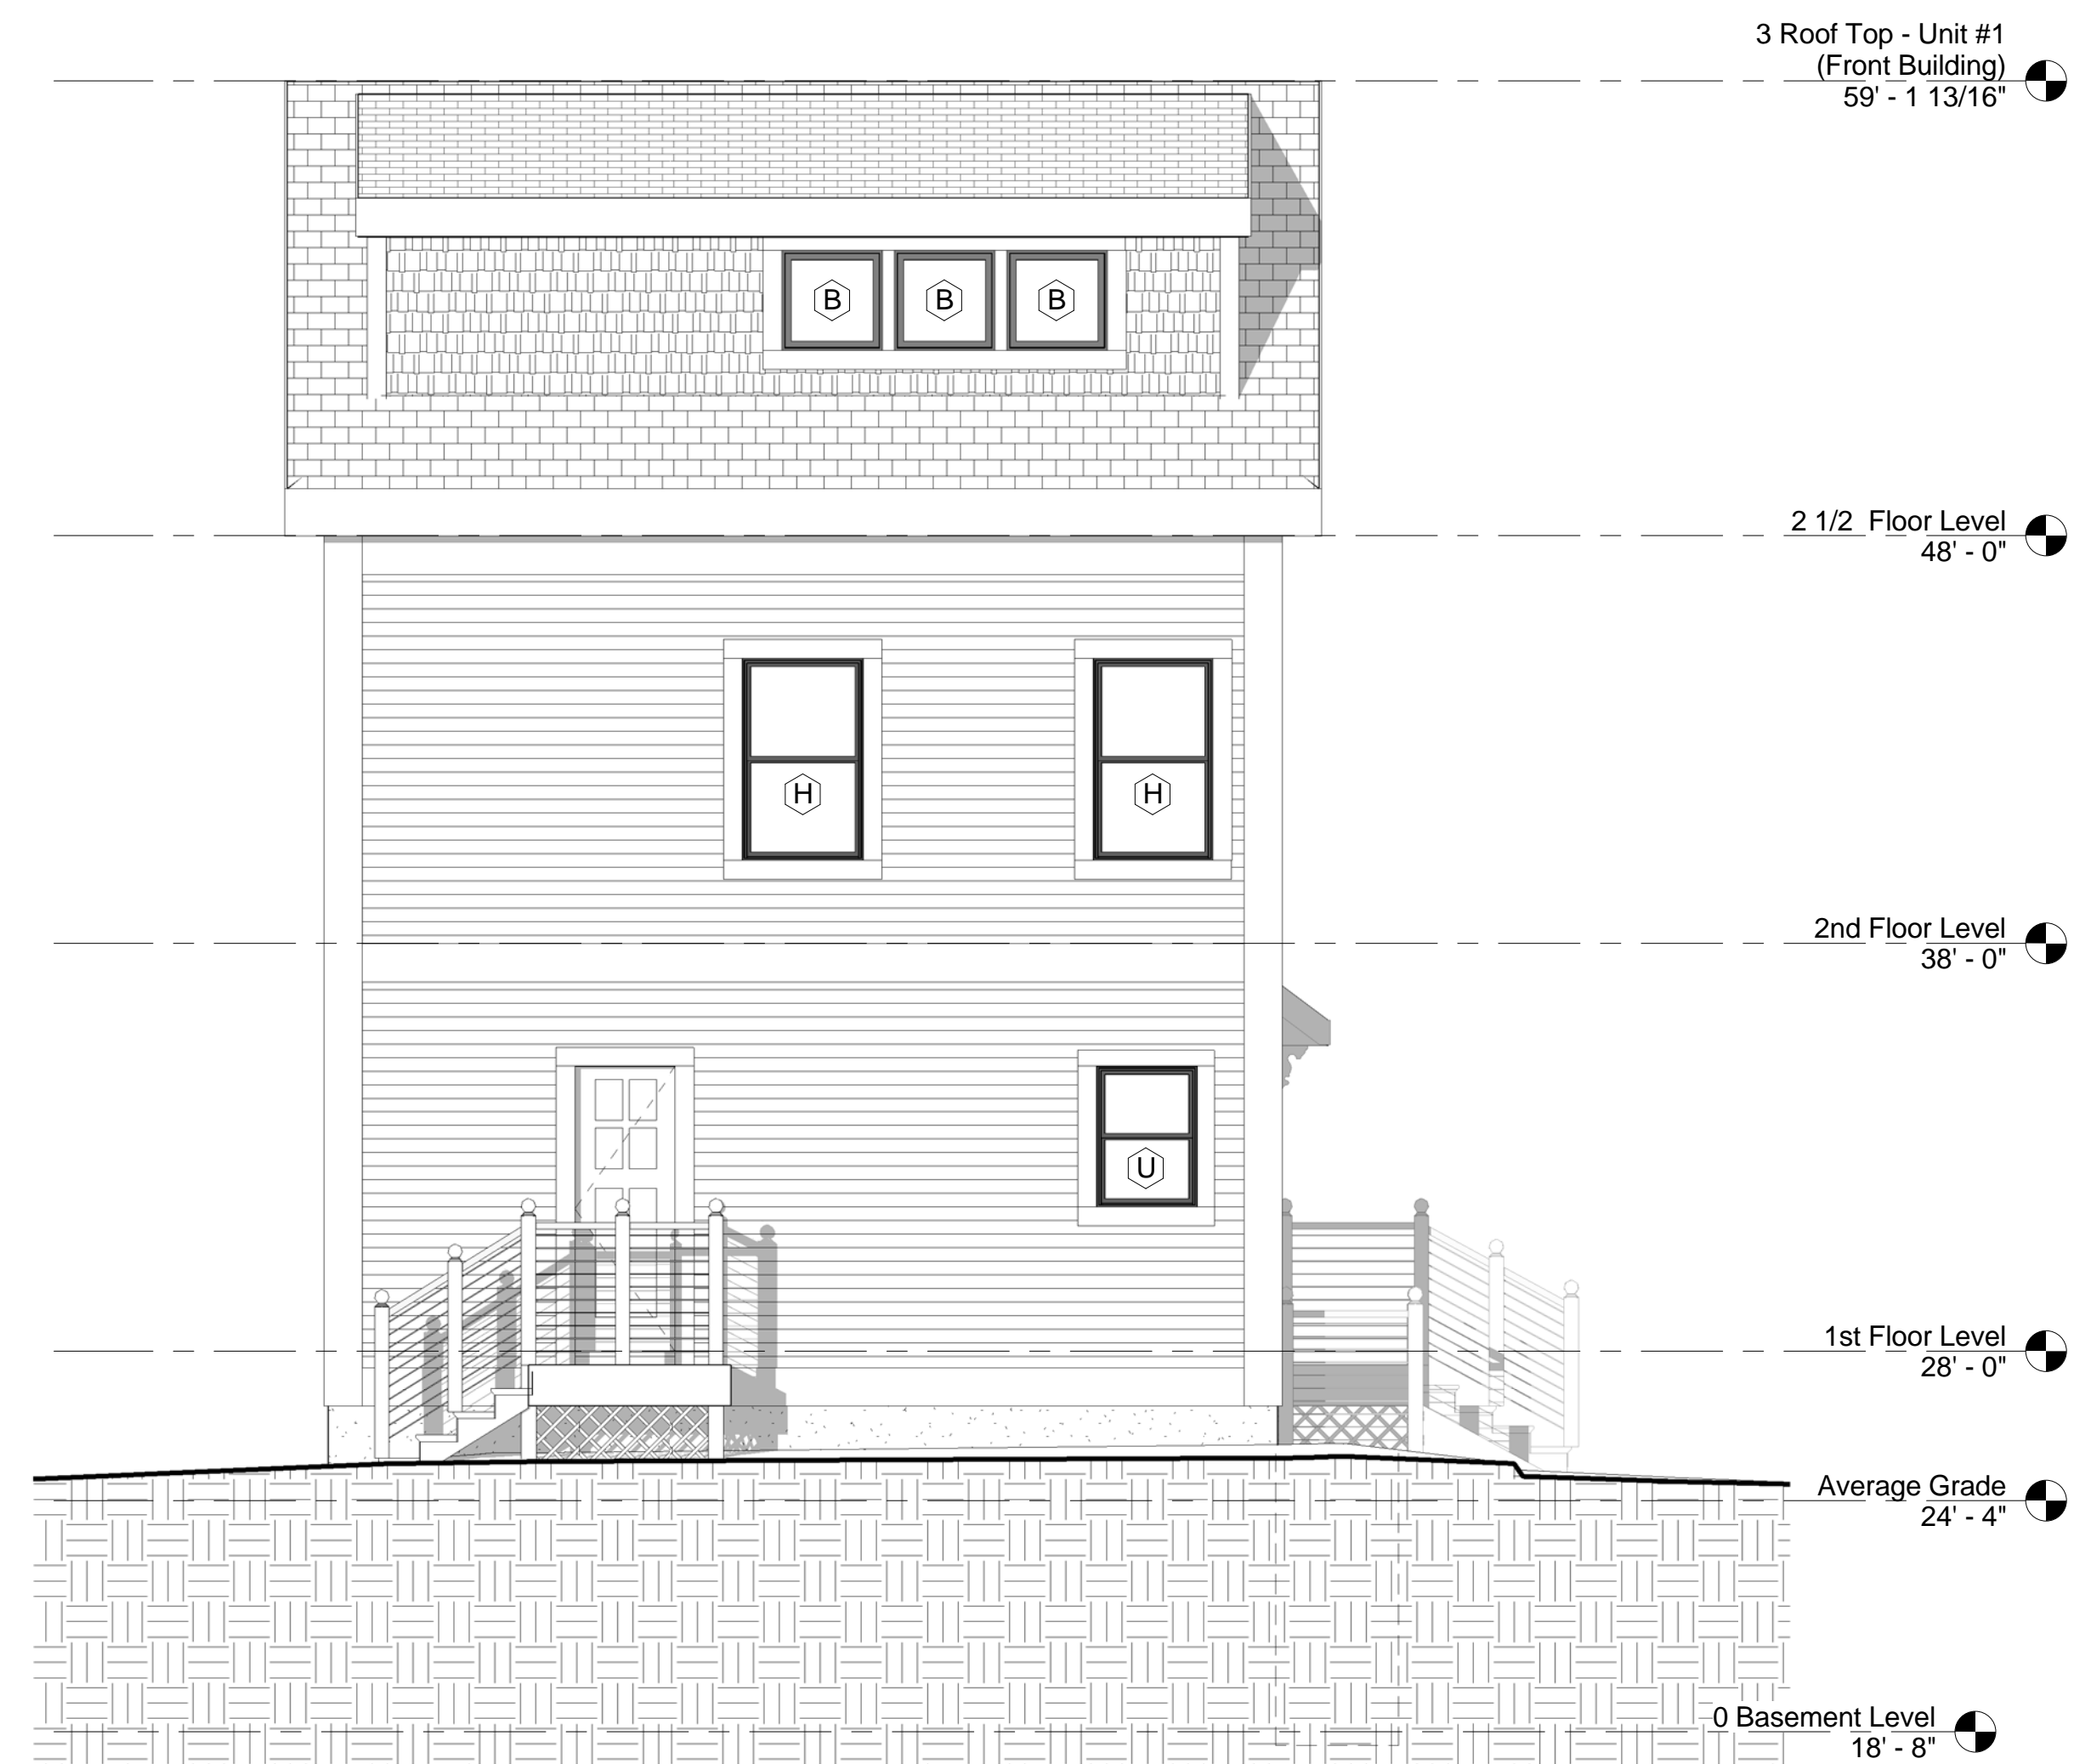 3 Roof Top - Unit #1
(Front Building)
59' - 1 13/16"
B B B
2 1/2 Floor Level
48' - 0"
H H
2nd Floor Level
38' - 0"
U
1st Floor Level
28' - 0"
Average Grade
24' - 4"
0 Basement Level
18' - 8"